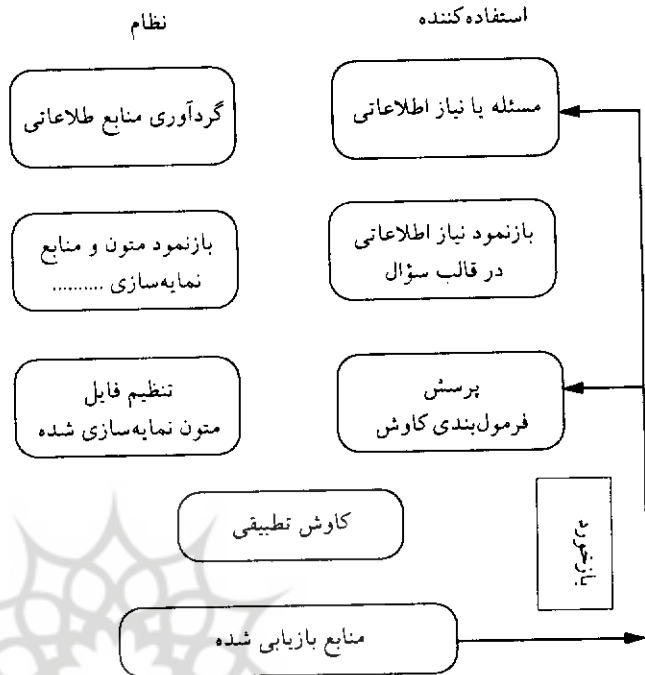 استفاده‌کننده
نظام
مسئله یا نیاز اطلاعاتی
گردآوری منابع طلاعاتی
بازنمود نیاز اطلاعاتی
در قالب سؤال
بازنمود متون و منابع
نمایه‌سازی ..........
پرسش
فرمول‌بندی کاوش
تنظیم فایل
متون نمایه‌سازی شده
کاوش تطبیقی
بازخورد
منابع بازیابی شده